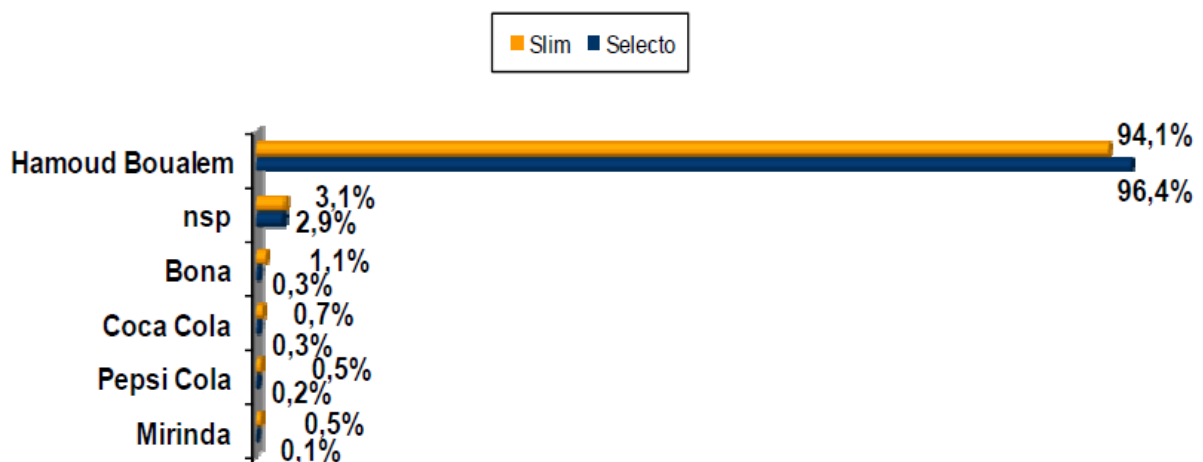 Slim Selecto
94,1%
Hamoud Boualem
96,4%
3,1%
nsp
2,9%
1,1%
Bona
0,3%
0,7%
Coca Cola
0,3%
0,5%
Pepsi Cola
0,2%
0,5%
Mirinda
0,1%